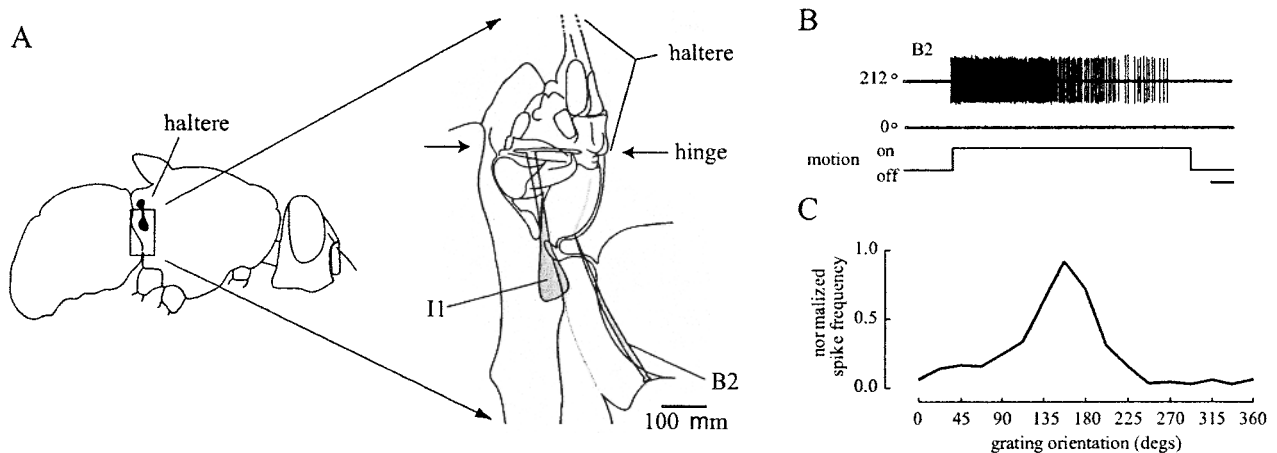 A
haltere
haltere
hinge
I1
B2
100 mm
B
B2
212 °
0 °
motion
on
off
C
normalized
spike frequency
1.0
0.5
0.0
0 45 90 135 180 225 270 315 360
grating orientation (degs)